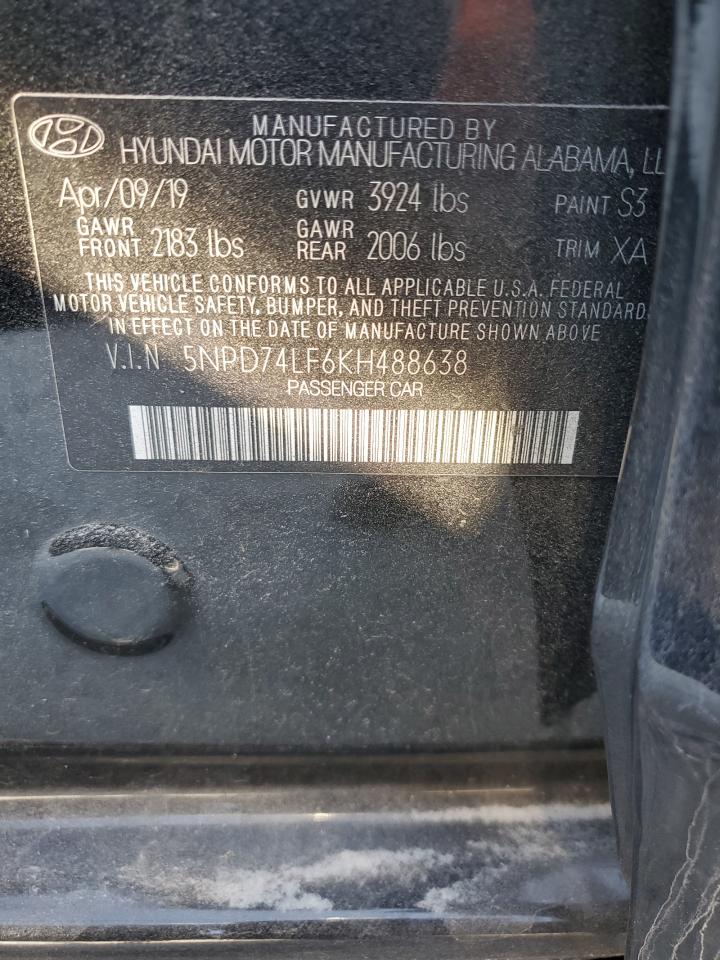 MANUFACTURED BY
HYUNDAI MOTOR MANUFACTURING ALABAMA, LL
Apr/09/19 GVWR 3924 lbs PAINT S3
GAWR FRONT 2183 lbs GAWR REAR 2006 lbs TRIM XA
THIS VEHICLE CONFORMS TO ALL APPLICABLE U.S.A. FEDERAL
MOTOR VEHICLE SAFETY, BUMPER, AND THEFT PREVENTION STANDARD
IN EFFECT ON THE DATE OF MANUFACTURE SHOWN ABOVE
V.I.N 5NPD74LF6KH488638
PASSENGER CAR